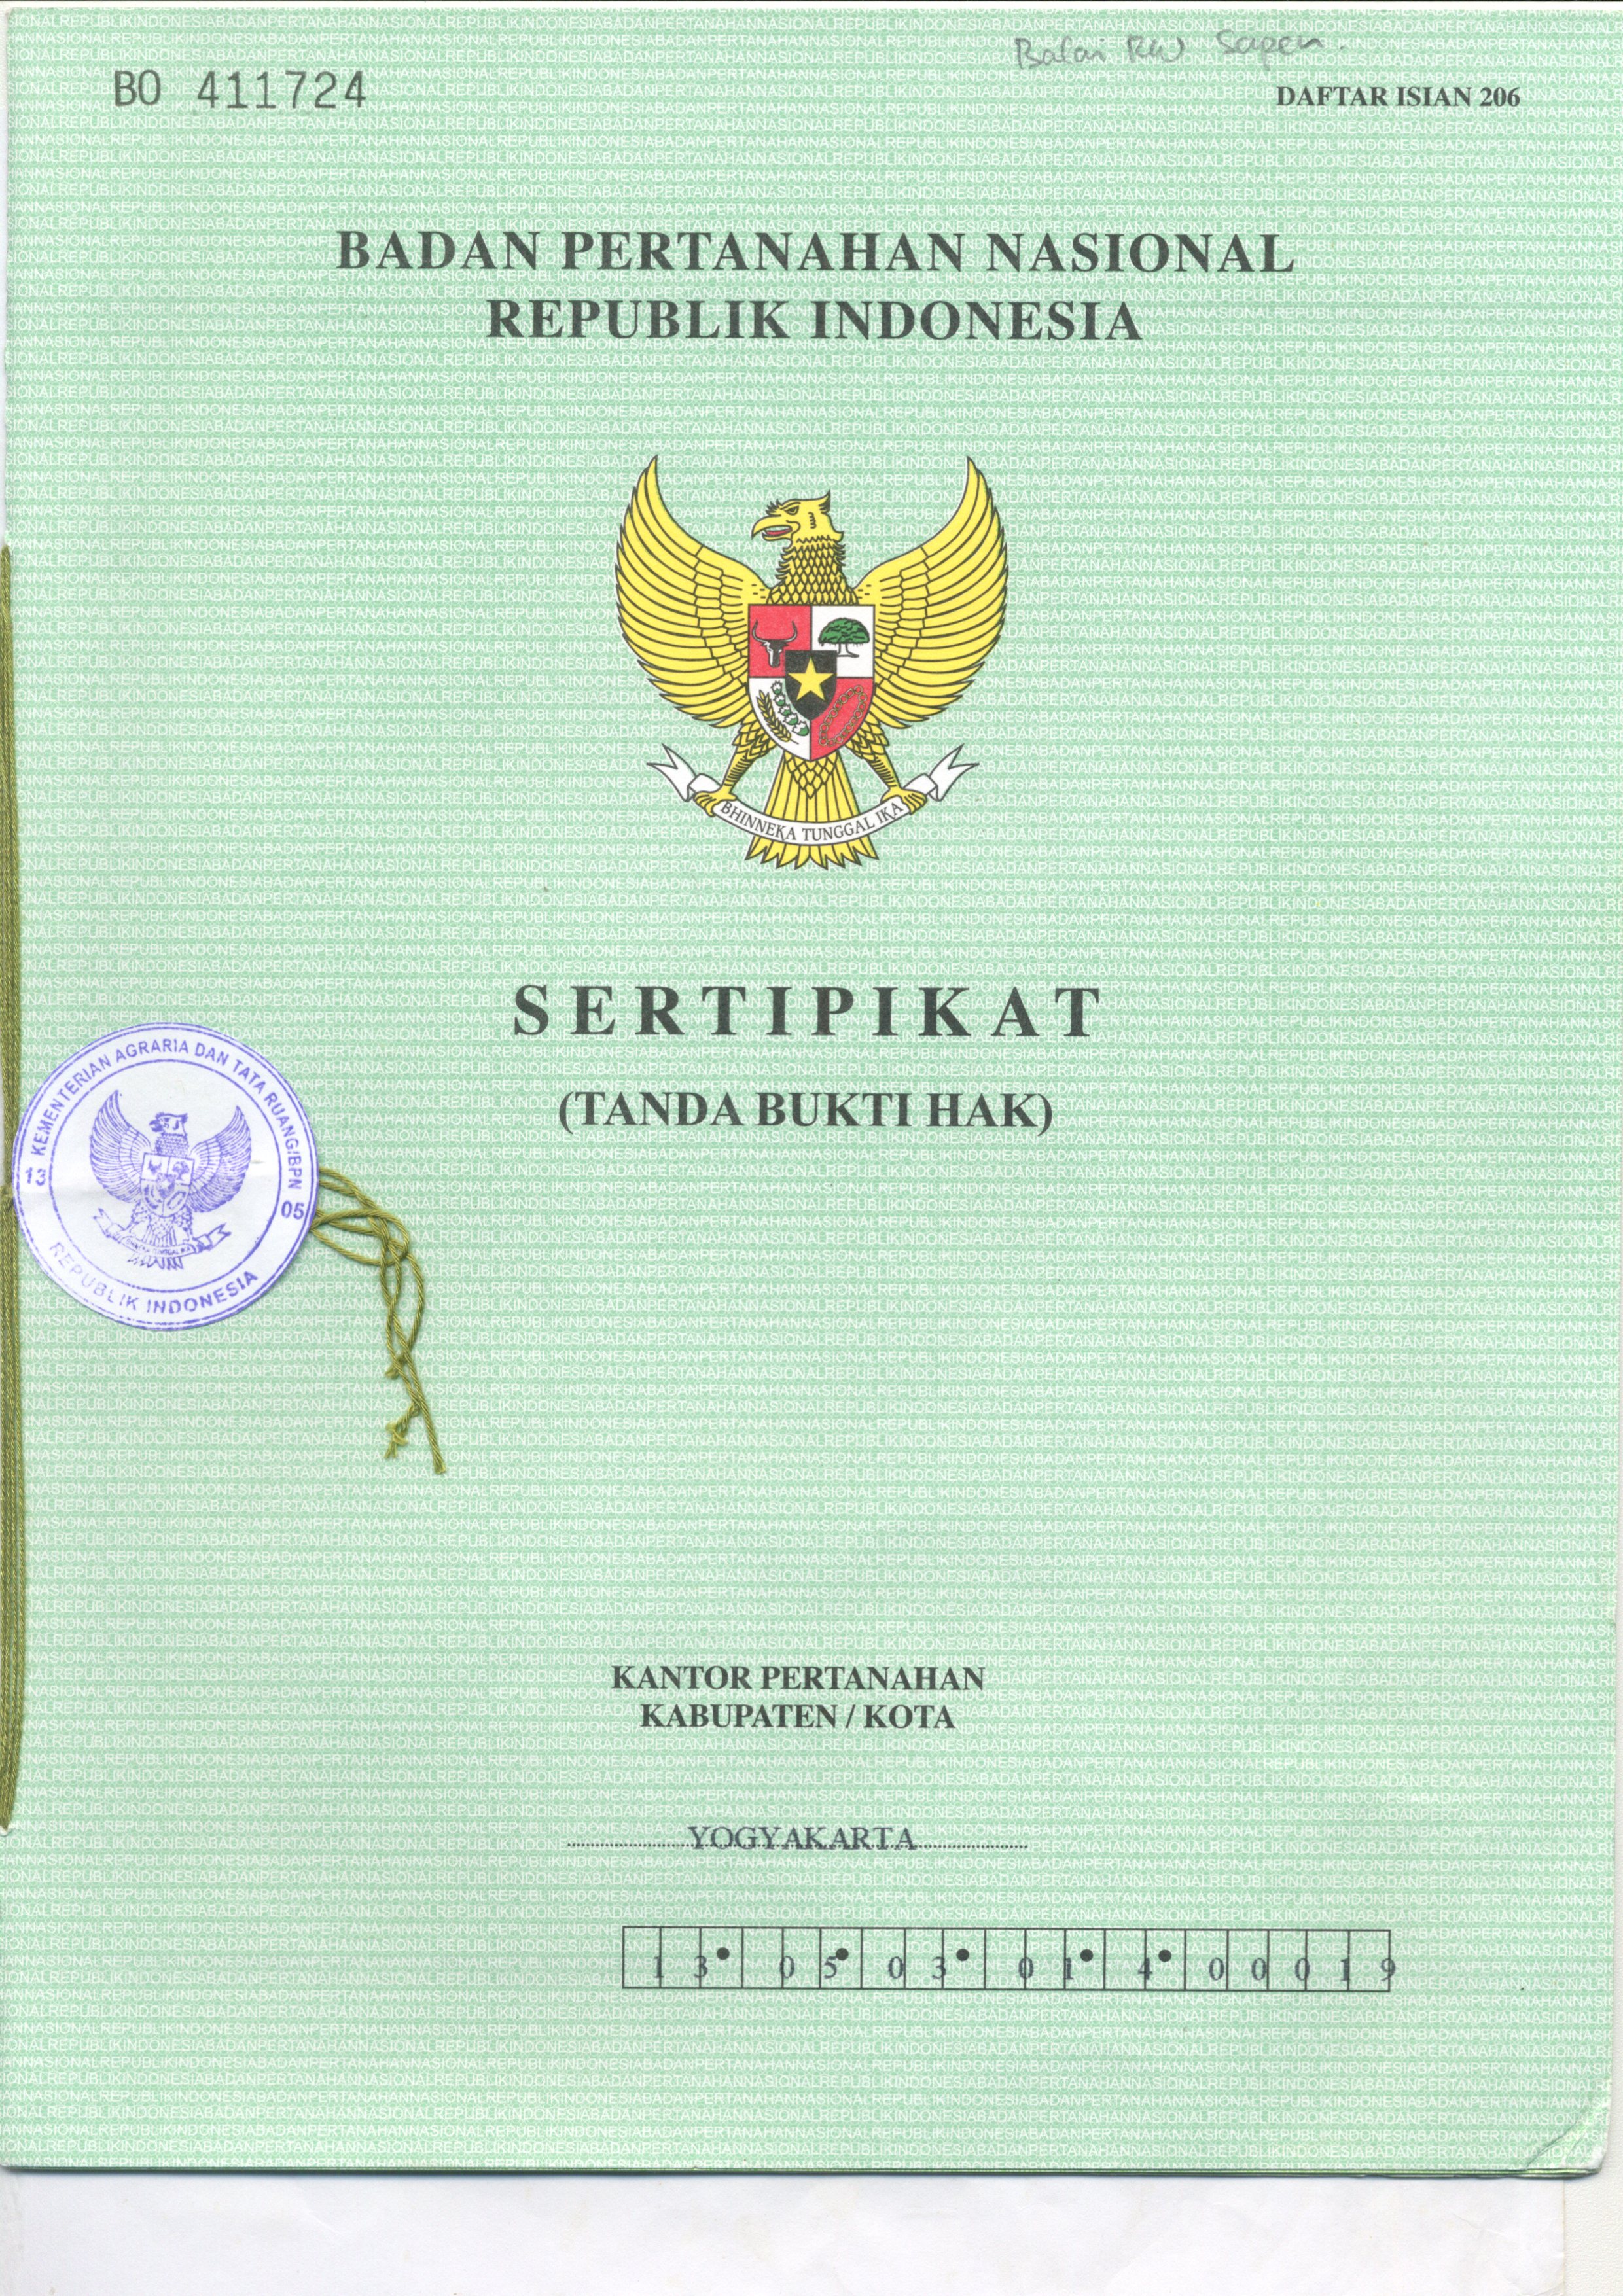 Balai RW Sapen.
BO 411724
DAFTAR ISIAN 206
BADAN PERTANAHAN NASIONAL
REPUBLIK INDONESIA
BHINNEKA TUNGGAL IKA
SERTIPIKAT
(TANDA BUKTI HAK)
KEMENTERIAN AGRARIA DAN TATA RUANG/BPN
13
05
REPUBLIK INDONESIA
KANTOR PERTANAHAN
KABUPATEN / KOTA
YOGYAKARTA
1 3 • 0 5 • 0 3 • 0 1 • 4 • 0 0 0 1 9